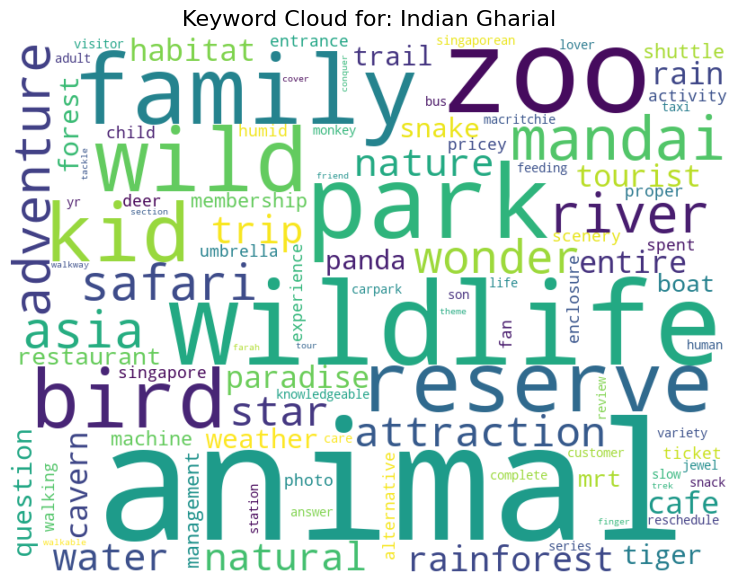 Keyword Cloud for: Indian Gharial
adventure
adult
visitor
habitat
entrance
family
cover
conquer
trail
singaporean
zoo
lover
shuttle
rain
activity
bus
taxi
forest
child
humid
monkey
snake
macritchie
pricey
mandai
wild
tackle
nature
feeding
tourist
friend
yr
deer
section
membership
park
proper
kid
trip
river
umbrella
wonder
scenery
spent
walkway
safari
panda
entire
experience
carpark
son
life
enclosure
boat
asia
wildlife
theme
fan
human
restaurant
farah
tour
singapore
paradise
knowledgeable
reserve
bird
star
review
attraction
variety
question
machine
weather
care
customer
ticket
walking
cavern
management
photo
animal
alternative
complete
mrt
slow
jewel
snack
trek
station
answer
finger
cafe
reschedule
walkable
water
natural
rainforest
series
tiger